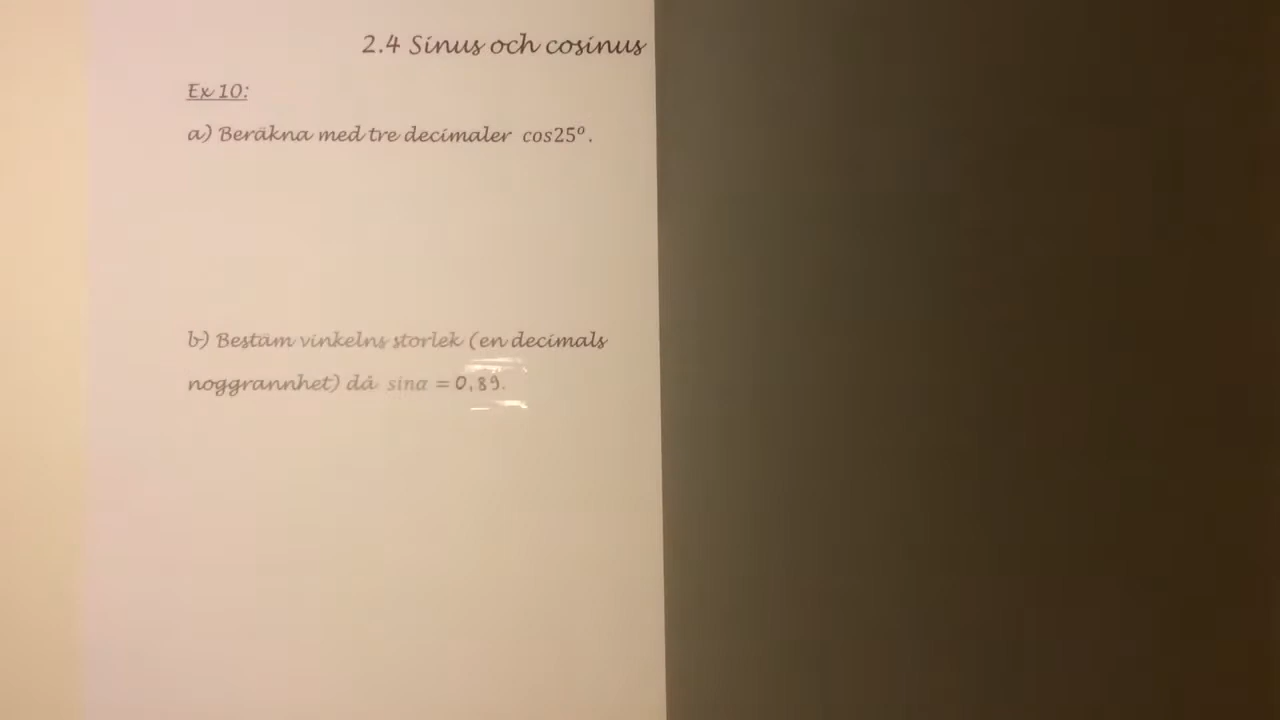 2.4 Sinus och cosinus
Ex 10:
a) Beräkna med tre decimaler cos25°.
b) Bestäm vinkelns storlek (en decimals
noggrannhet) då sinα = 0,89.